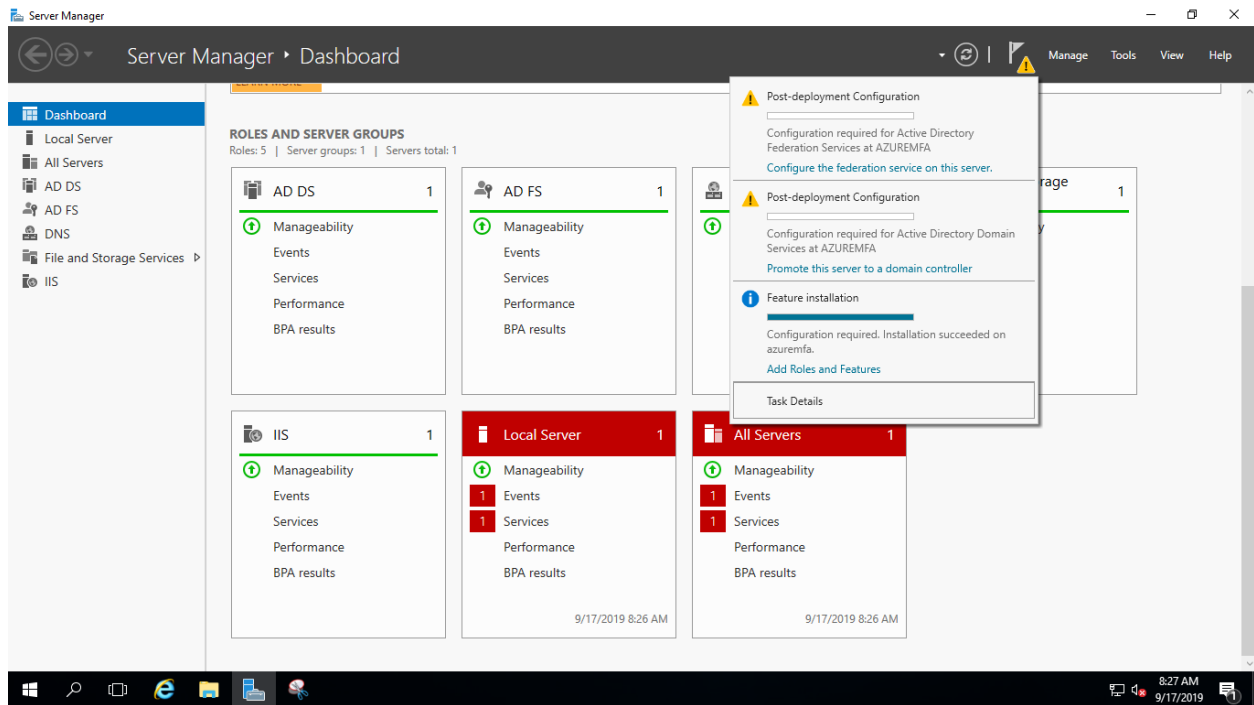 Server Manager
Server Manager ‣ Dashboard
Manage
Tools
View
Help
Dashboard
Local Server
All Servers
AD DS
AD FS
DNS
File and Storage Services
IIS
ROLES AND SERVER GROUPS
Roles: 5 | Server groups: 1 | Servers total: 1
AD DS 1
Manageability
Events
Services
Performance
BPA results
AD FS 1
Manageability
Events
Services
Performance
BPA results
rage 1
y
Post-deployment Configuration
Configuration required for Active Directory
Federation Services at AZUREMFA
Configure the federation service on this server.
Post-deployment Configuration
Configuration required for Active Directory Domain
Services at AZUREMFA
Promote this server to a domain controller
Feature installation
Configuration required. Installation succeeded on
azuremfa.
Add Roles and Features
Task Details
IIS 1
Manageability
Events
Services
Performance
BPA results
Local Server 1
Manageability
1 Events
1 Services
Performance
BPA results
9/17/2019 8:26 AM
All Servers 1
Manageability
1 Events
1 Services
Performance
BPA results
9/17/2019 8:26 AM
8:27 AM
9/17/2019
1